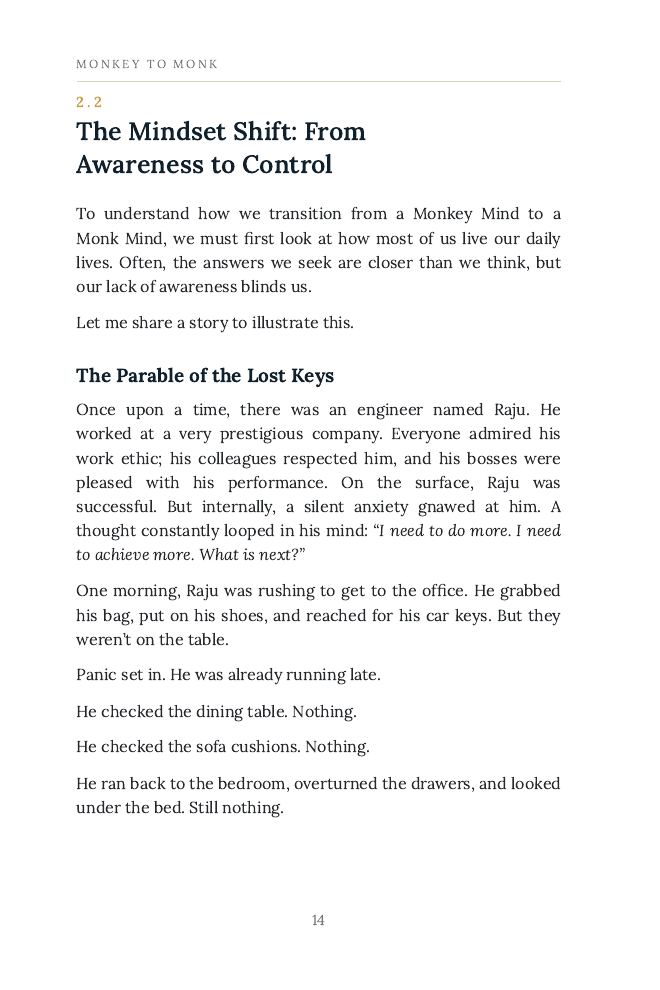 MONKEY TO MONK
2.2
The Mindset Shift: From
Awareness to Control
To understand how we transition from a Monkey Mind to a
Monk Mind, we must first look at how most of us live our daily
lives. Often, the answers we seek are closer than we think, but
our lack of awareness blinds us.
Let me share a story to illustrate this.
The Parable of the Lost Keys
Once upon a time, there was an engineer named Raju. He
worked at a very prestigious company. Everyone admired his
work ethic; his colleagues respected him, and his bosses were
pleased with his performance. On the surface, Raju was
successful. But internally, a silent anxiety gnawed at him. A
thought constantly looped in his mind: “I need to do more. I need
to achieve more. What is next?”
One morning, Raju was rushing to get to the office. He grabbed
his bag, put on his shoes, and reached for his car keys. But they
weren’t on the table.
Panic set in. He was already running late.
He checked the dining table. Nothing.
He checked the sofa cushions. Nothing.
He ran back to the bedroom, overturned the drawers, and looked
under the bed. Still nothing.
14